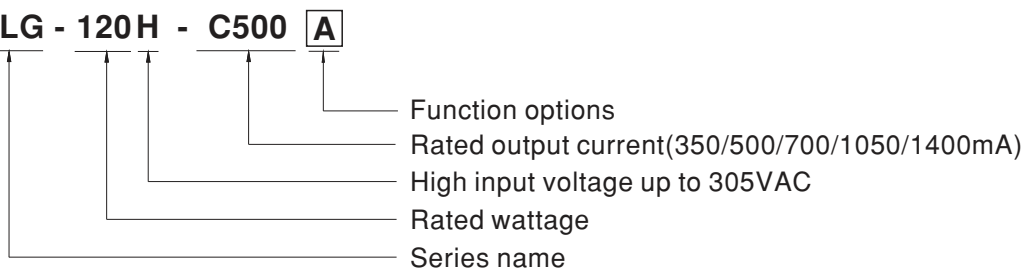 LG - 120H - C500 A
Function options
Rated output current(350/500/700/1050/1400mA)
High input voltage up to 305VAC
Rated wattage
Series name